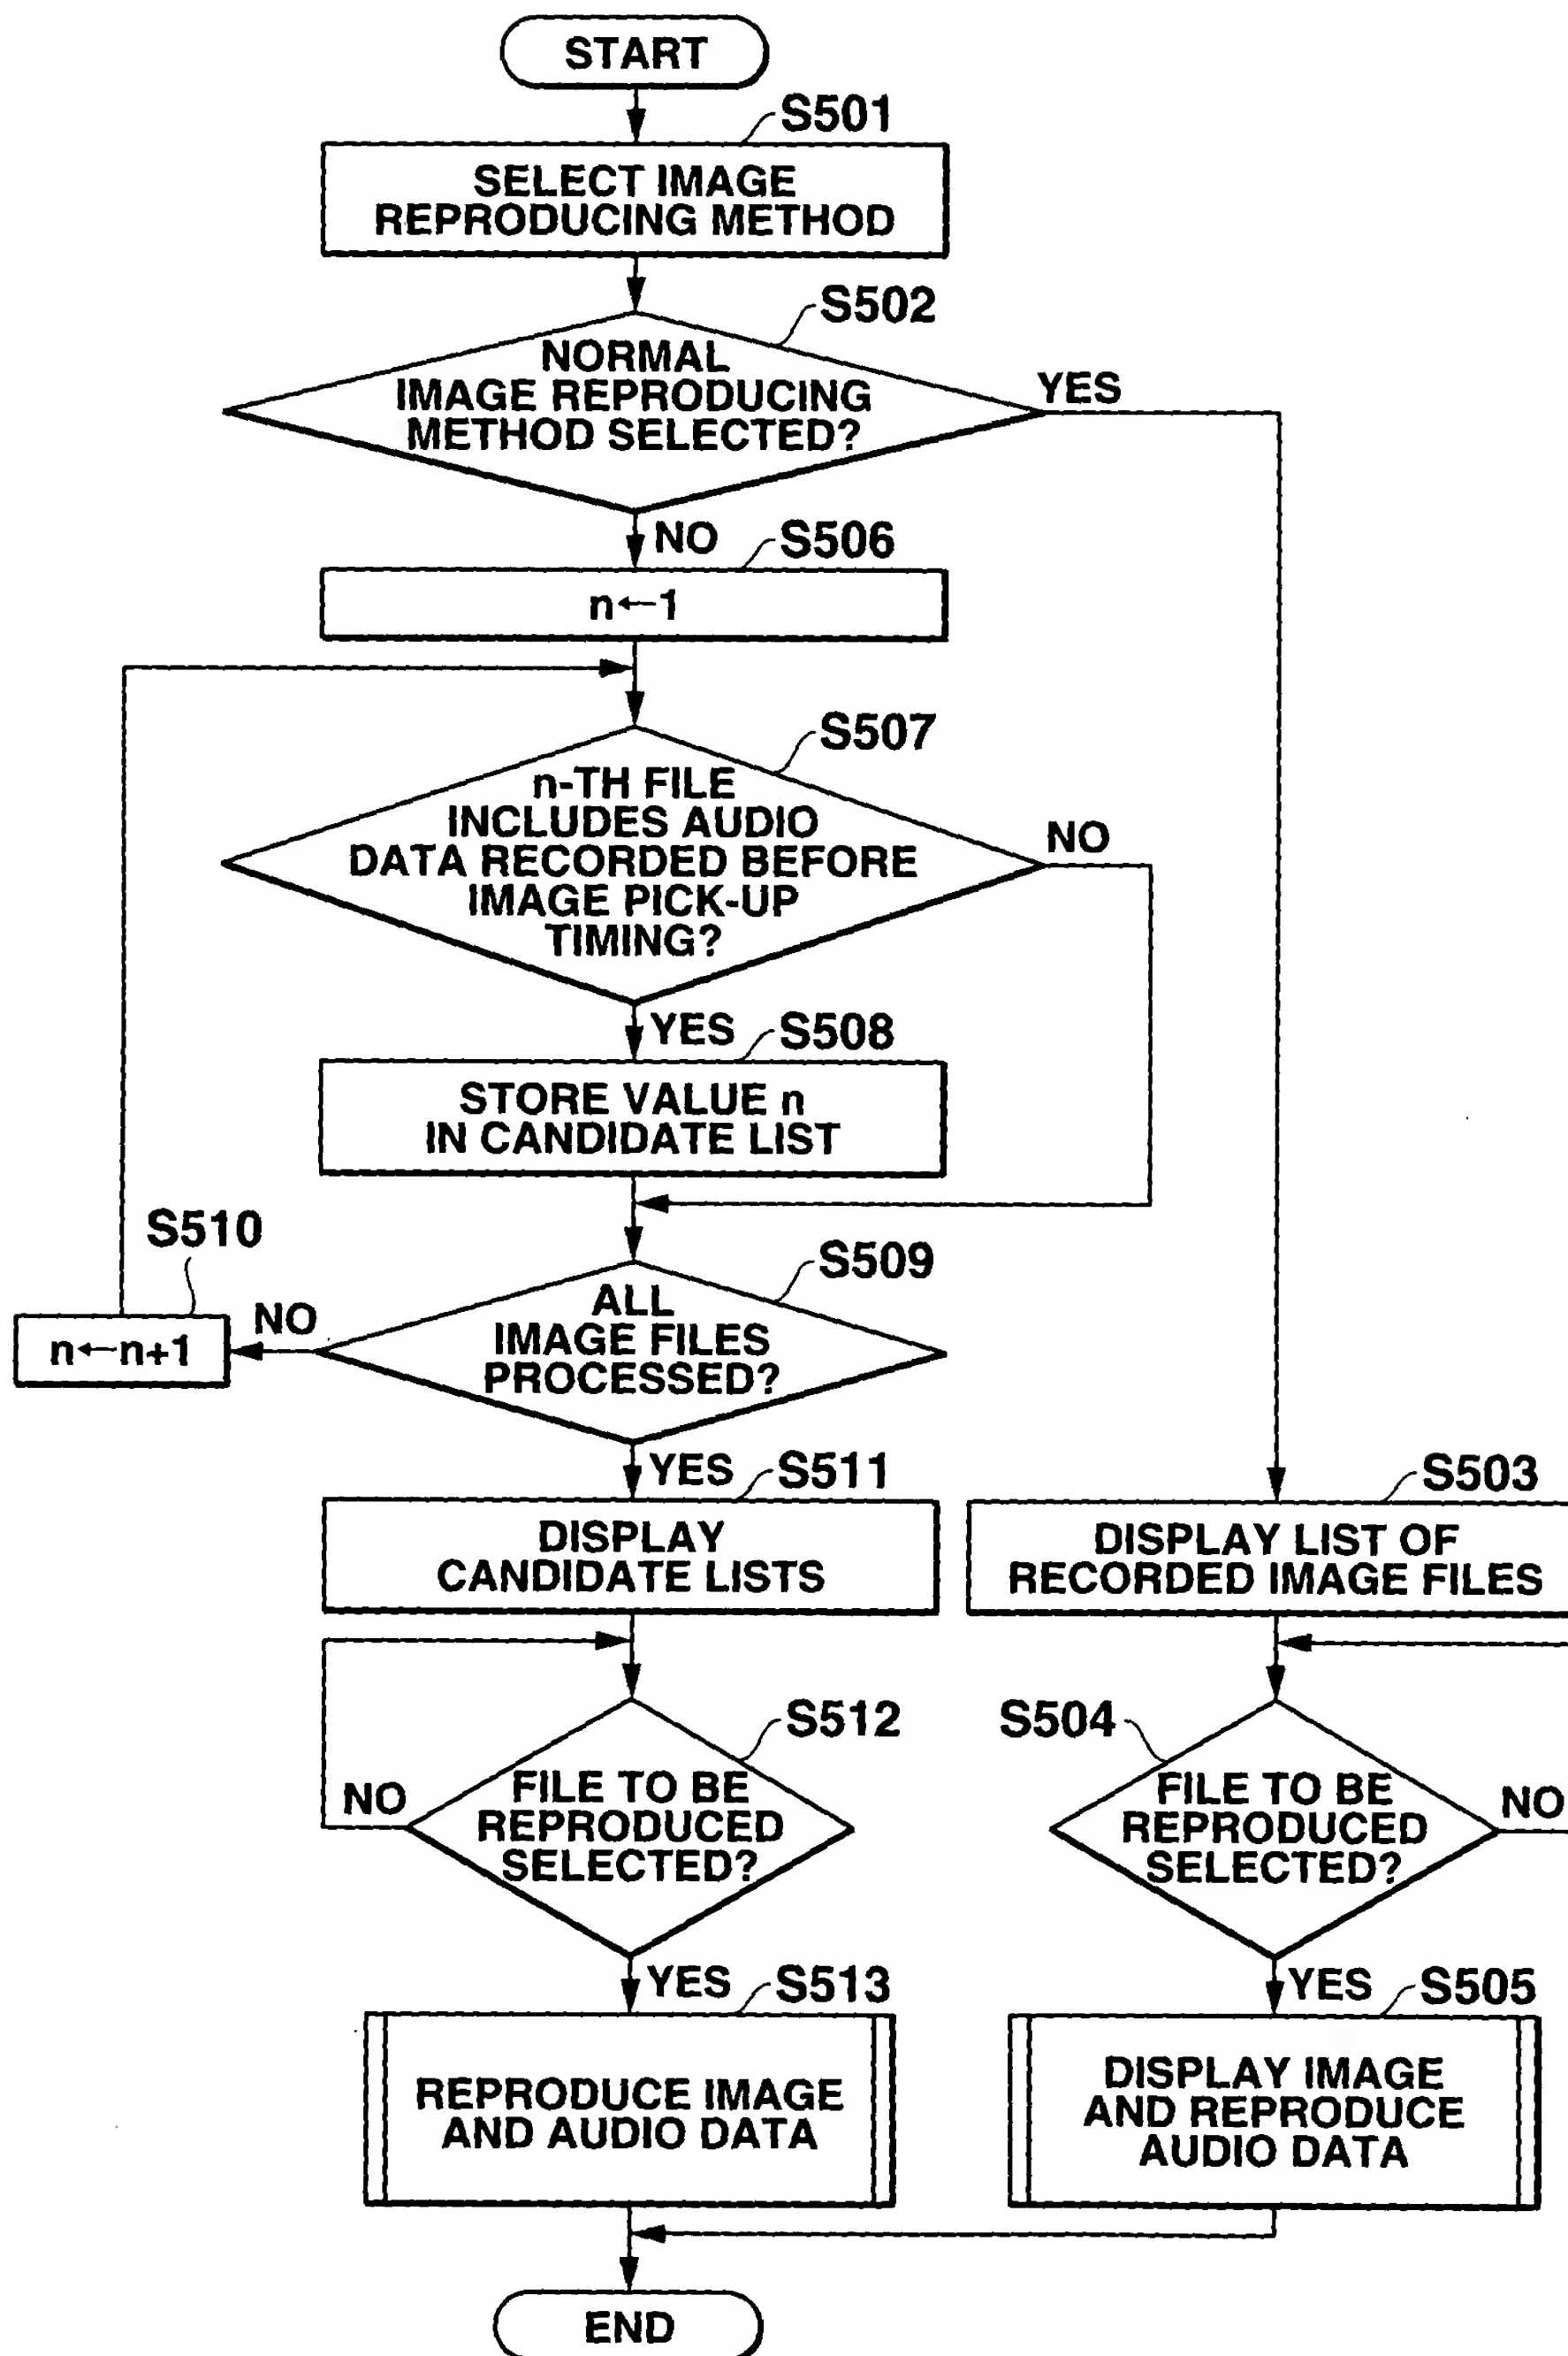 START
S501
SELECT IMAGE
REPRODUCING METHOD
S502
NORMAL
IMAGE REPRODUCING
METHOD SELECTED?
YES
NO
S506
n←1
S507
n-TH FILE
INCLUDES AUDIO
DATA RECORDED BEFORE
IMAGE PICK-UP
TIMING?
NO
YES
S508
STORE VALUE n
IN CANDIDATE LIST
S510
n←n+1
NO
S509
ALL
IMAGE FILES
PROCESSED?
YES
S511
DISPLAY
CANDIDATE LISTS
S503
DISPLAY LIST OF
RECORDED IMAGE FILES
S512
NO
FILE TO BE
REPRODUCED
SELECTED?
S504
FILE TO BE
REPRODUCED
SELECTED?
NO
YES
S513
REPRODUCE IMAGE
AND AUDIO DATA
YES
S505
DISPLAY IMAGE
AND REPRODUCE
AUDIO DATA
END